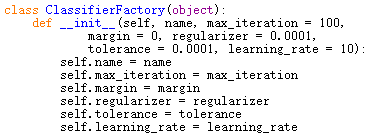 class ClassifierFactory(object):
    def __init__(self, name, max_iteration = 100,
            margin = 0, regularizer = 0.0001,
            tolerance = 0.0001, learning_rate = 10):
        self.name = name
        self.max_iteration = max_iteration
        self.margin = margin
        self.regularizer = regularizer
        self.tolerance = tolerance
        self.learning_rate = learning_rate